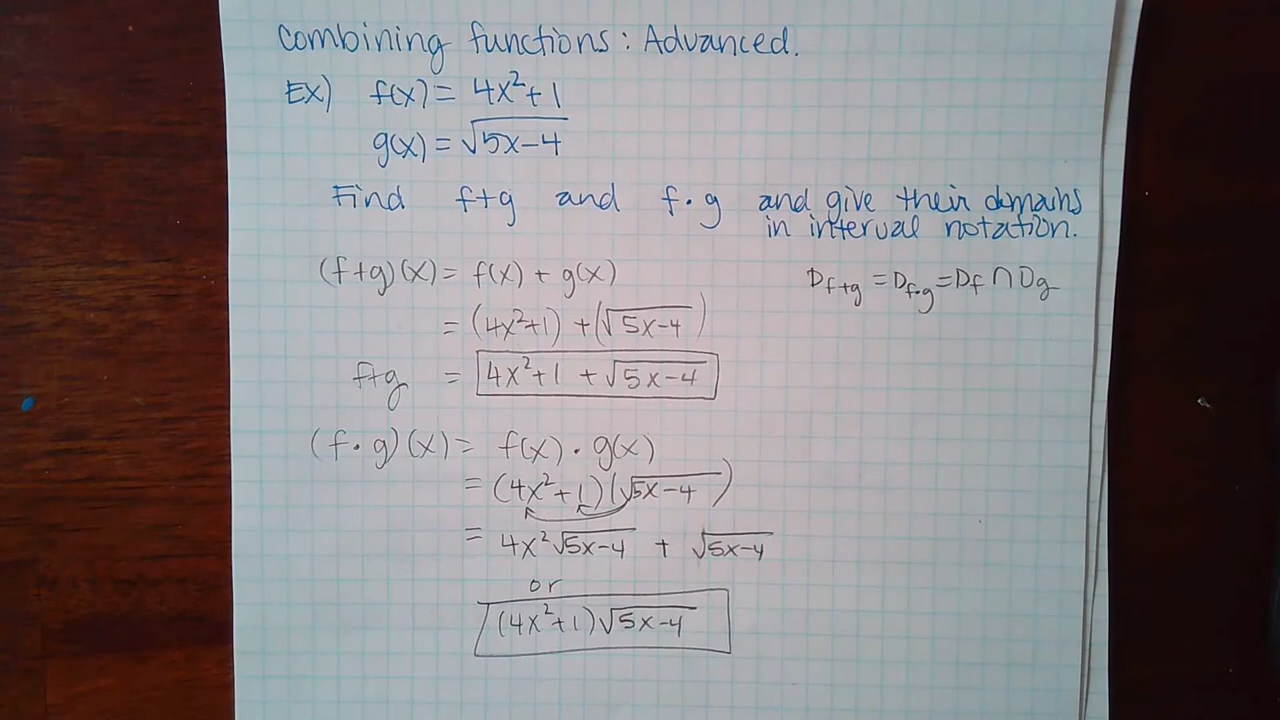 Combining functions: Advanced.
Ex) f(x) = 4x²+1
g(x) = √(5x-4)
Find f+g and f·g and give their domains
in interval notation.
(f+g)(x) = f(x) + g(x)
D_{f+g} = D_{f·g} = D_f ∩ D_g
= (4x²+1) + (√(5x-4))
f+g = 4x²+1 + √(5x-4)
(f·g)(x) = f(x) · g(x)
= (4x²+1)(√(5x-4))
= 4x²√(5x-4) + √(5x-4)
or
(4x²+1)√(5x-4)